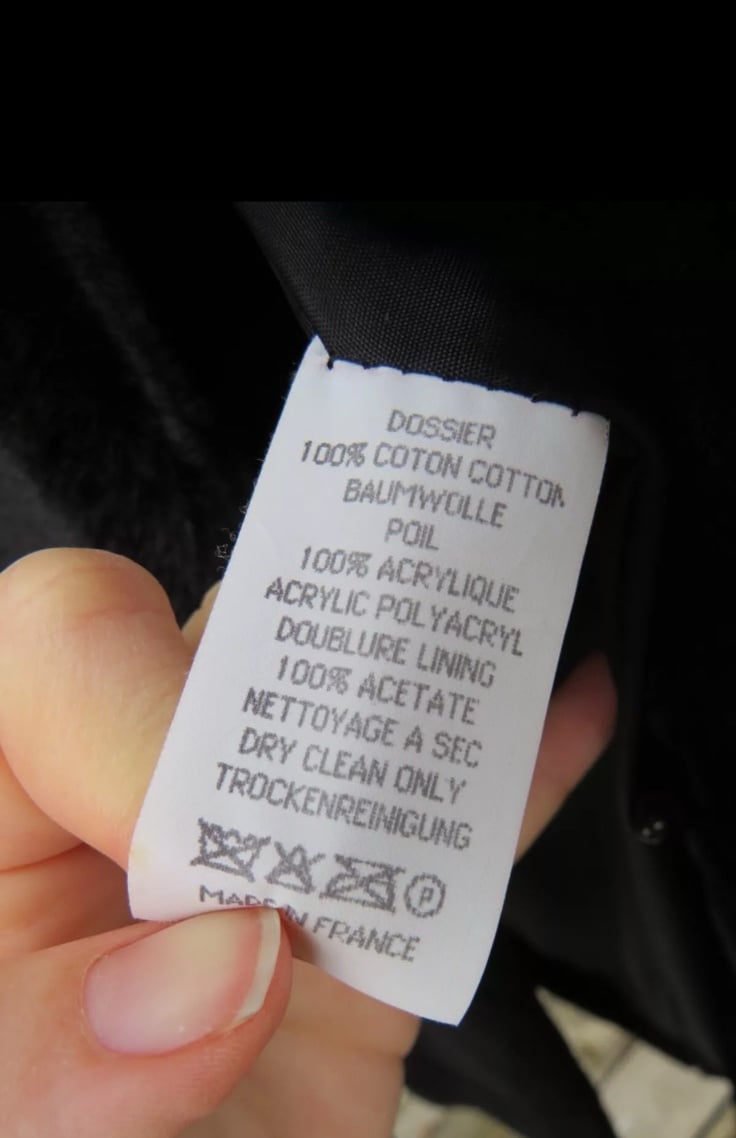 DOSSIER
100% COTON COTTON
BAUMWOLLE
POIL
100% ACRYLIQUE
ACRYLIC POLYACRYL
DOUBLURE LINING
100% ACETATE
NETTOYAGE A SEC
DRY CLEAN ONLY
TROCKENREINIGUNG
P
MADE IN FRANCE